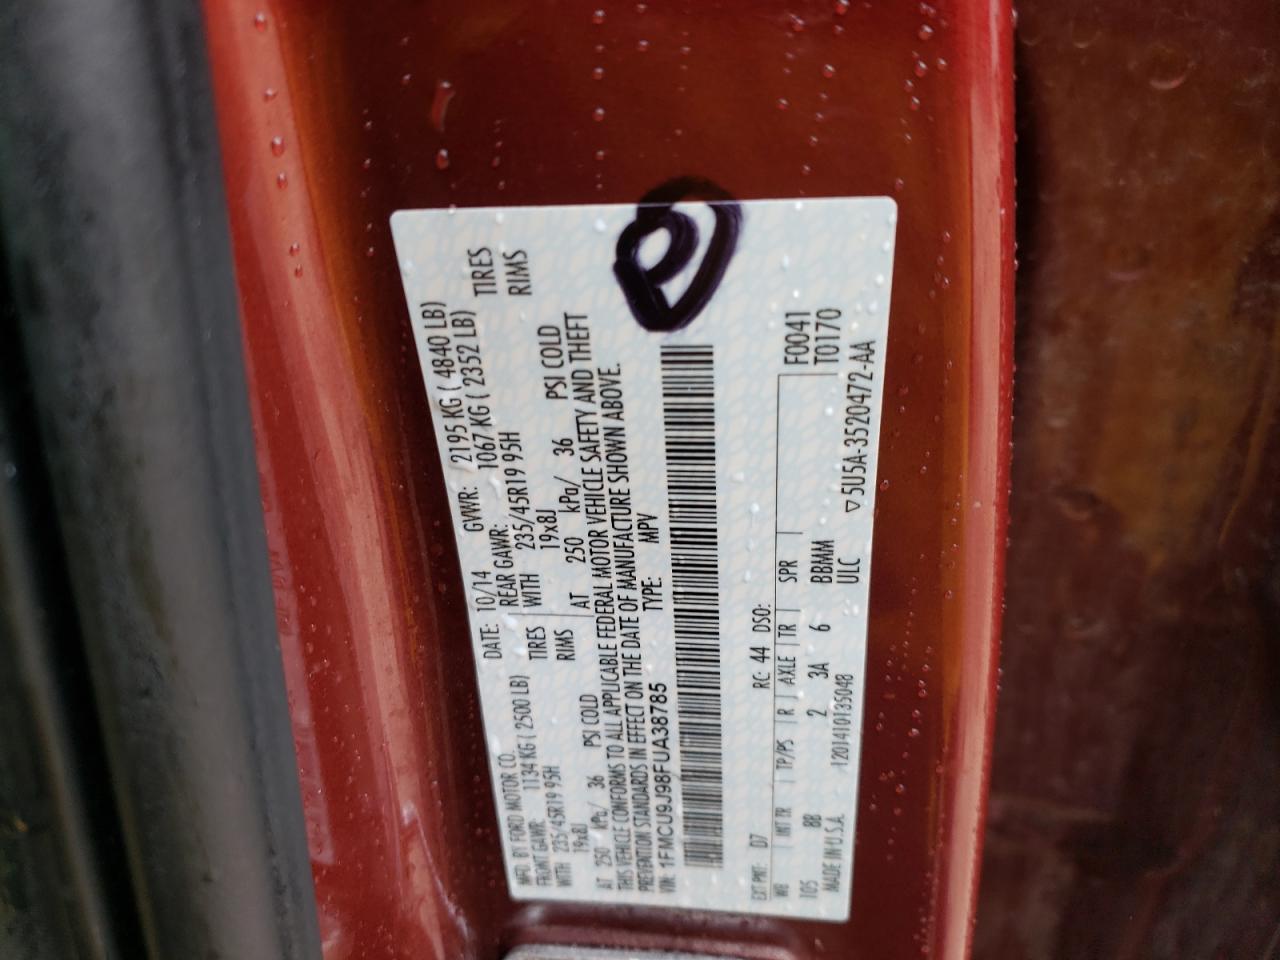 MFD. BY FORD MOTOR CO.
DATE: 10/14 GVWR: 2195 KG ( 4840 LB)
FRONT GAWR: 1134 KG ( 2500 LB)
REAR GAWR: 1067 KG ( 2352 LB)
WITH 235/45R19 95H TIRES
WITH 235/45R19 95H TIRES
19x8J RIMS
19x8J RIMS
AT 250 kPa/ 36 PSI COLD
AT 250 kPa/ 36 PSI COLD
THIS VEHICLE CONFORMS TO ALL APPLICABLE FEDERAL MOTOR VEHICLE SAFETY AND THEFT
PREVENTION STANDARDS IN EFFECT ON THE DATE OF MANUFACTURE SHOWN ABOVE.
VIN: 1FMCU9J98FUA38785 TYPE: MPV
EXT PNT: D7 RC: 44 DSO: F0041
WB INT TR TP/PS R AXLE TR SPR T0170
105 BB 2 3A 6 BBMM
MADE IN U.S.A. 1201410135048 ULC ▽5U5A-3520472-AA